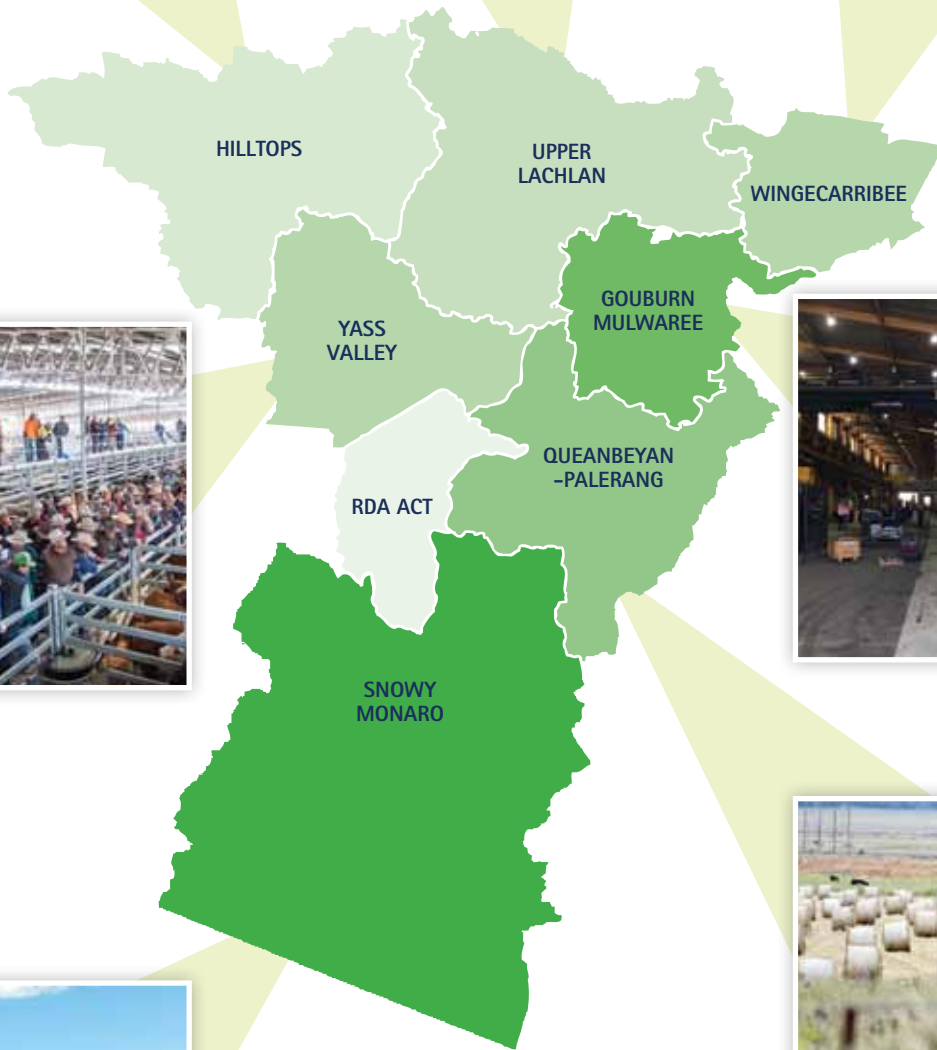 HILLTOPS
UPPER
LACHLAN
WINGECARRIBEE
GOUBURN
MULWAREE
YASS
VALLEY
QUEANBEYAN
-PALERANG
RDA ACT
SNOWY
MONARO